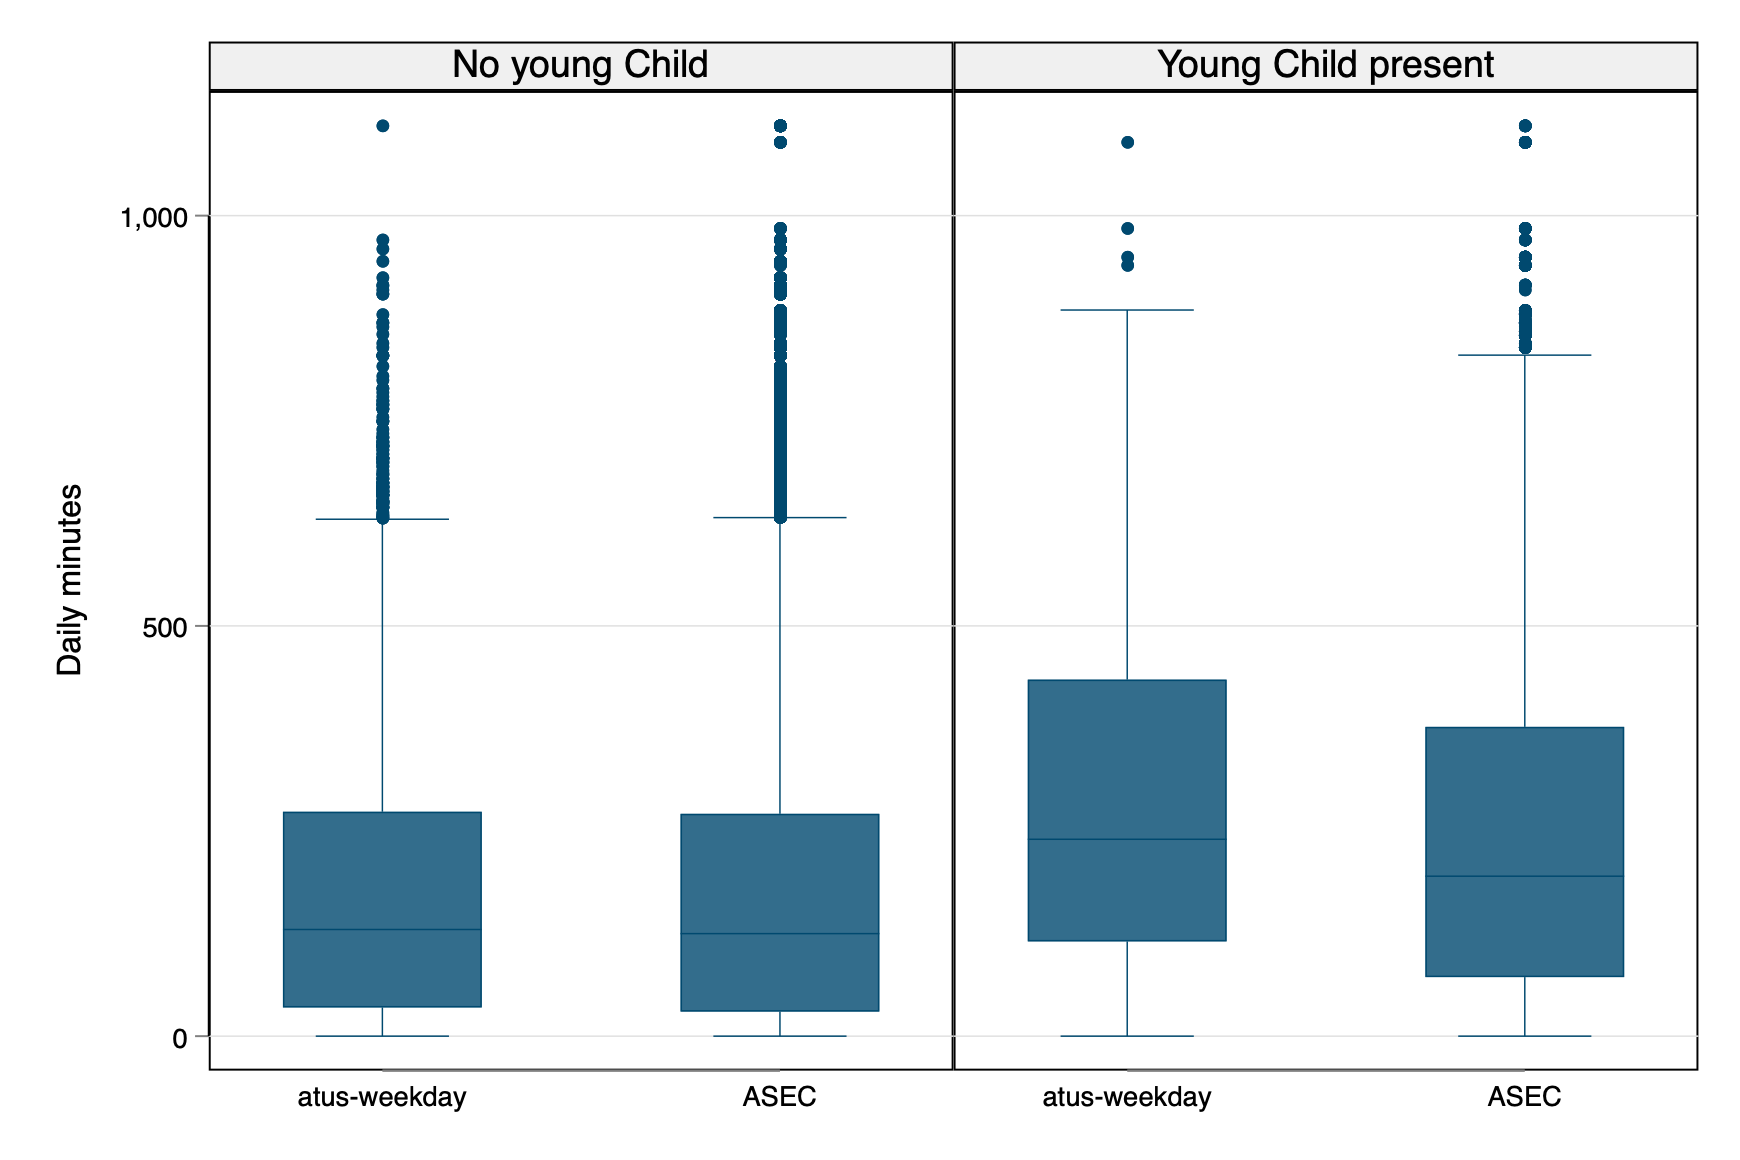 No young Child
Young Child present
Daily minutes
1,000
500
0
atus-weekday
ASEC
atus-weekday
ASEC